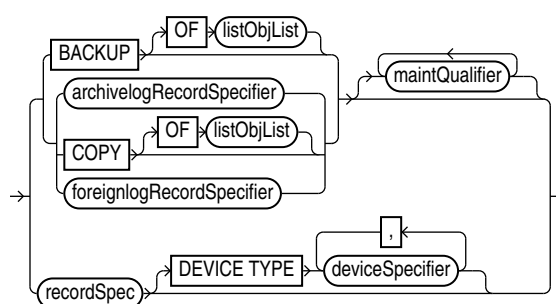 OF listObjList
BACKUP
maintQualifier
archivelogRecordSpecifier
OF listObjList
COPY
foreignlogRecordSpecifier
,
DEVICE TYPE deviceSpecifier
recordSpec